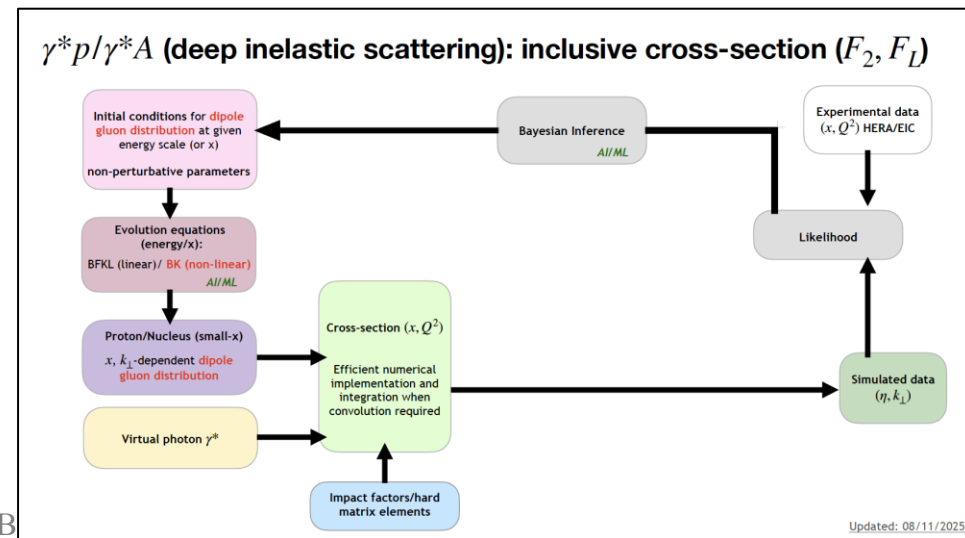 γ*p/γ*A (deep inelastic scattering): inclusive cross-section (F₂, F_L)
Initial conditions for dipole
gluon distribution at given
energy scale (or x)
non-perturbative parameters
Bayesian Inference
AI/ML
Experimental data
(x, Q²) HERA/EIC
Evolution equations
(energy/x):
BFKL (linear)/ BK (non-linear)
AI/ML
Likelihood
Proton/Nucleus (small-x)
x, k⊥-dependent dipole
gluon distribution
Cross-section (x, Q²)
Efficient numerical
implementation and
integration when
convolution required
Simulated data
(η, k⊥)
Virtual photon γ*
Impact factors/hard
matrix elements
B
Updated: 08/11/2025